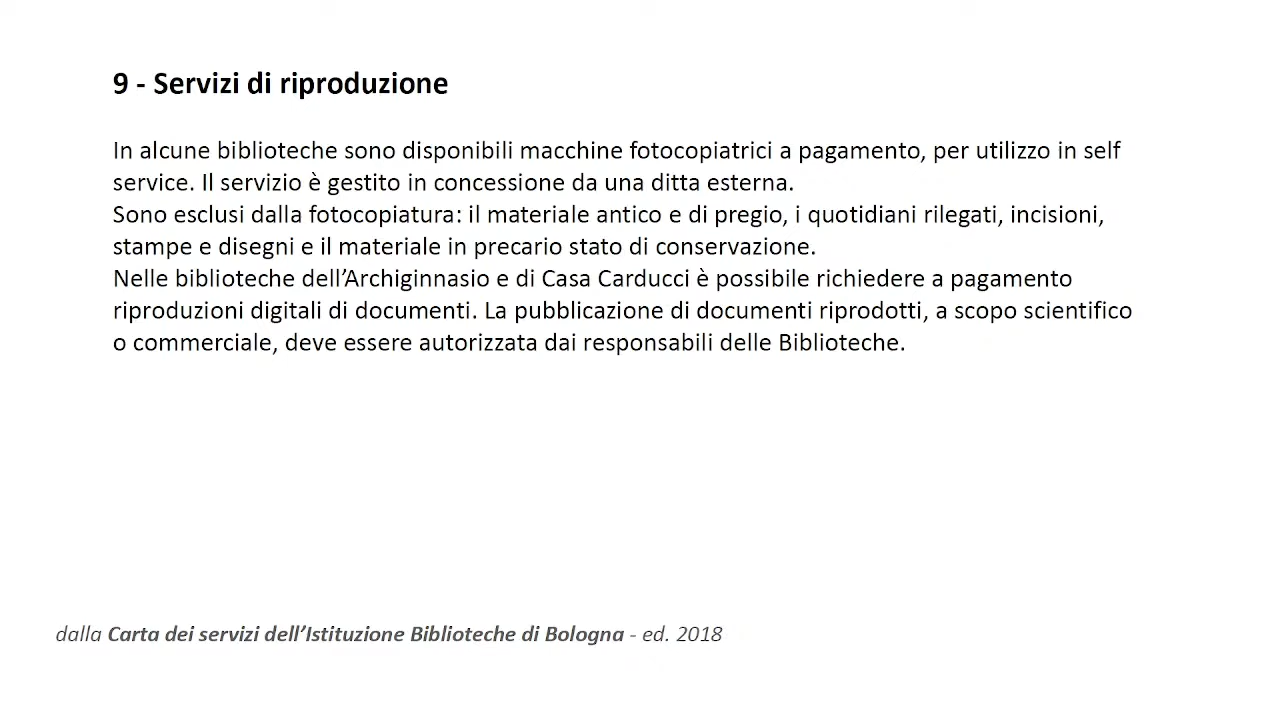 9 - Servizi di riproduzione
In alcune biblioteche sono disponibili macchine fotocopiatrici a pagamento, per utilizzo in self
service. Il servizio è gestito in concessione da una ditta esterna.
Sono esclusi dalla fotocopiatura: il materiale antico e di pregio, i quotidiani rilegati, incisioni,
stampe e disegni e il materiale in precario stato di conservazione.
Nelle biblioteche dell’Archiginnasio e di Casa Carducci è possibile richiedere a pagamento
riproduzioni digitali di documenti. La pubblicazione di documenti riprodotti, a scopo scientifico
o commerciale, deve essere autorizzata dai responsabili delle Biblioteche.
dalla Carta dei servizi dell’Istituzione Biblioteche di Bologna - ed. 2018